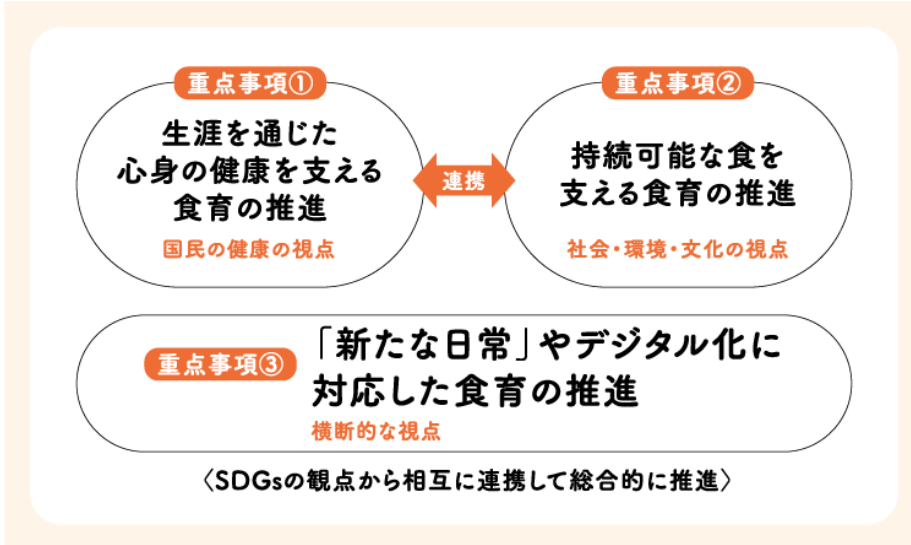 重点事項①
生涯を通じた
心身の健康を支える
食育の推進
国民の健康の視点
連携
重点事項②
持続可能な食を
支える食育の推進
社会・環境・文化の視点
重点事項③
「新たな日常」やデジタル化に
対応した食育の推進
横断的な視点
〈SDGsの観点から相互に連携して総合的に推進〉